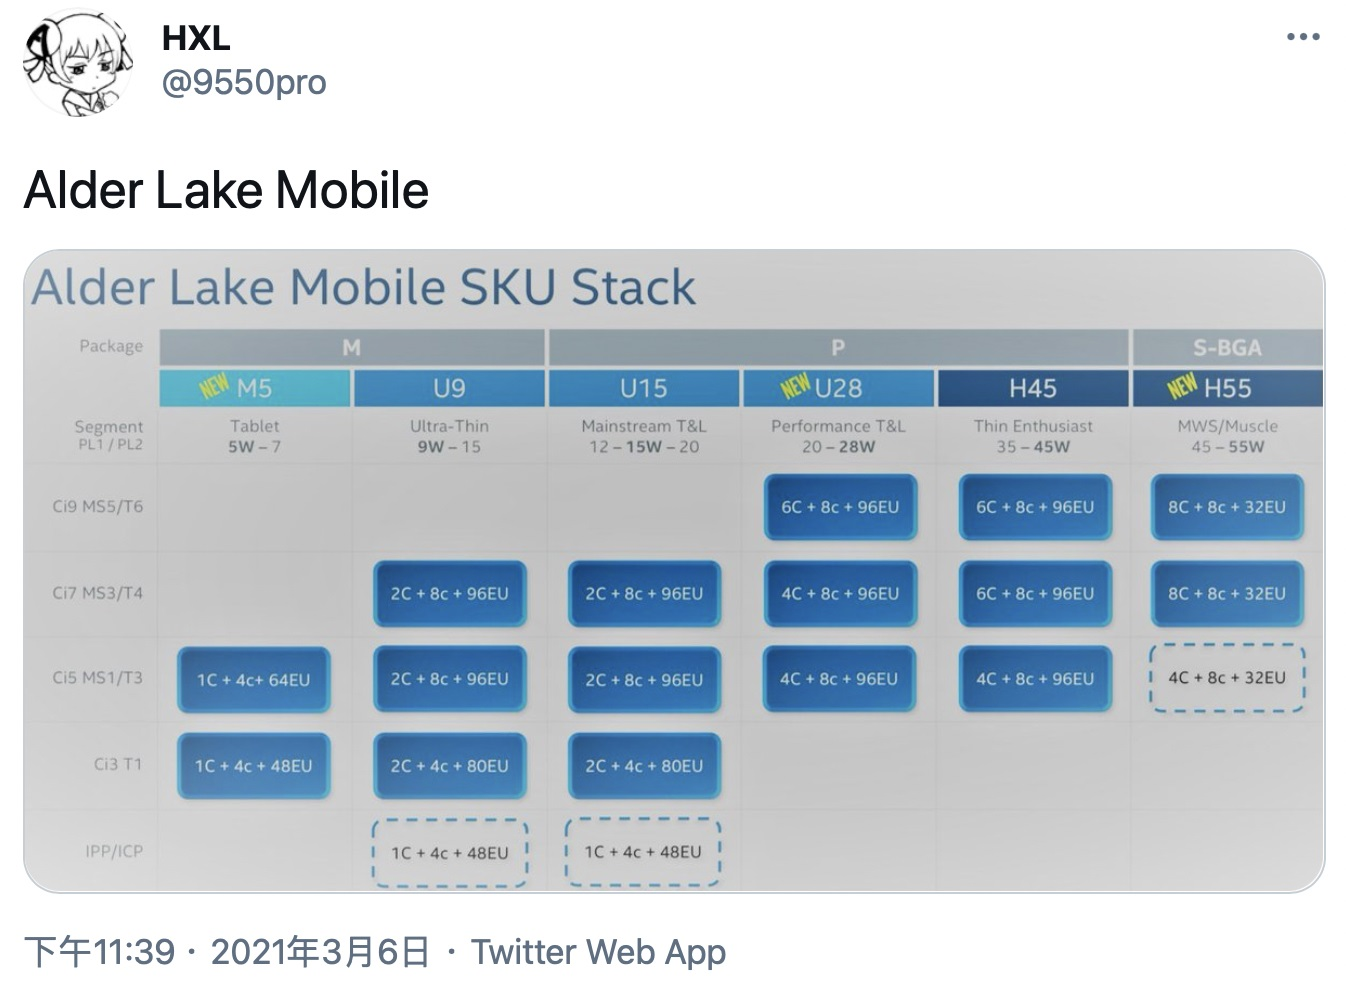 HXL
@9550pro
Alder Lake Mobile
Alder Lake Mobile SKU Stack
Package M P S-BGA
NEW M5 U9 U15 NEW U28 H45 NEW H55
Segment Tablet Ultra-Thin Mainstream T&L Performance T&L Thin Enthusiast MWS/Muscle
PL1 / PL2 5W – 7 9W – 15 12 – 15W – 20 20 – 28W 35 – 45W 45 – 55W
Ci9 MS5/T6 6C + 8c + 96EU 6C + 8c + 96EU 8C + 8c + 32EU
Ci7 MS3/T4 2C + 8c + 96EU 2C + 8c + 96EU 4C + 8c + 96EU 6C + 8c + 96EU 8C + 8c + 32EU
Ci5 MS1/T3 1C + 4c+ 64EU 2C + 8c + 96EU 2C + 8c + 96EU 4C + 8c + 96EU 4C + 8c + 96EU 4C + 8c + 32EU
Ci3 T1 1C + 4c + 48EU 2C + 4c + 80EU 2C + 4c + 80EU
IPP/ICP 1C + 4c + 48EU 1C + 4c + 48EU
下午11:39 · 2021年3月6日 · Twitter Web App